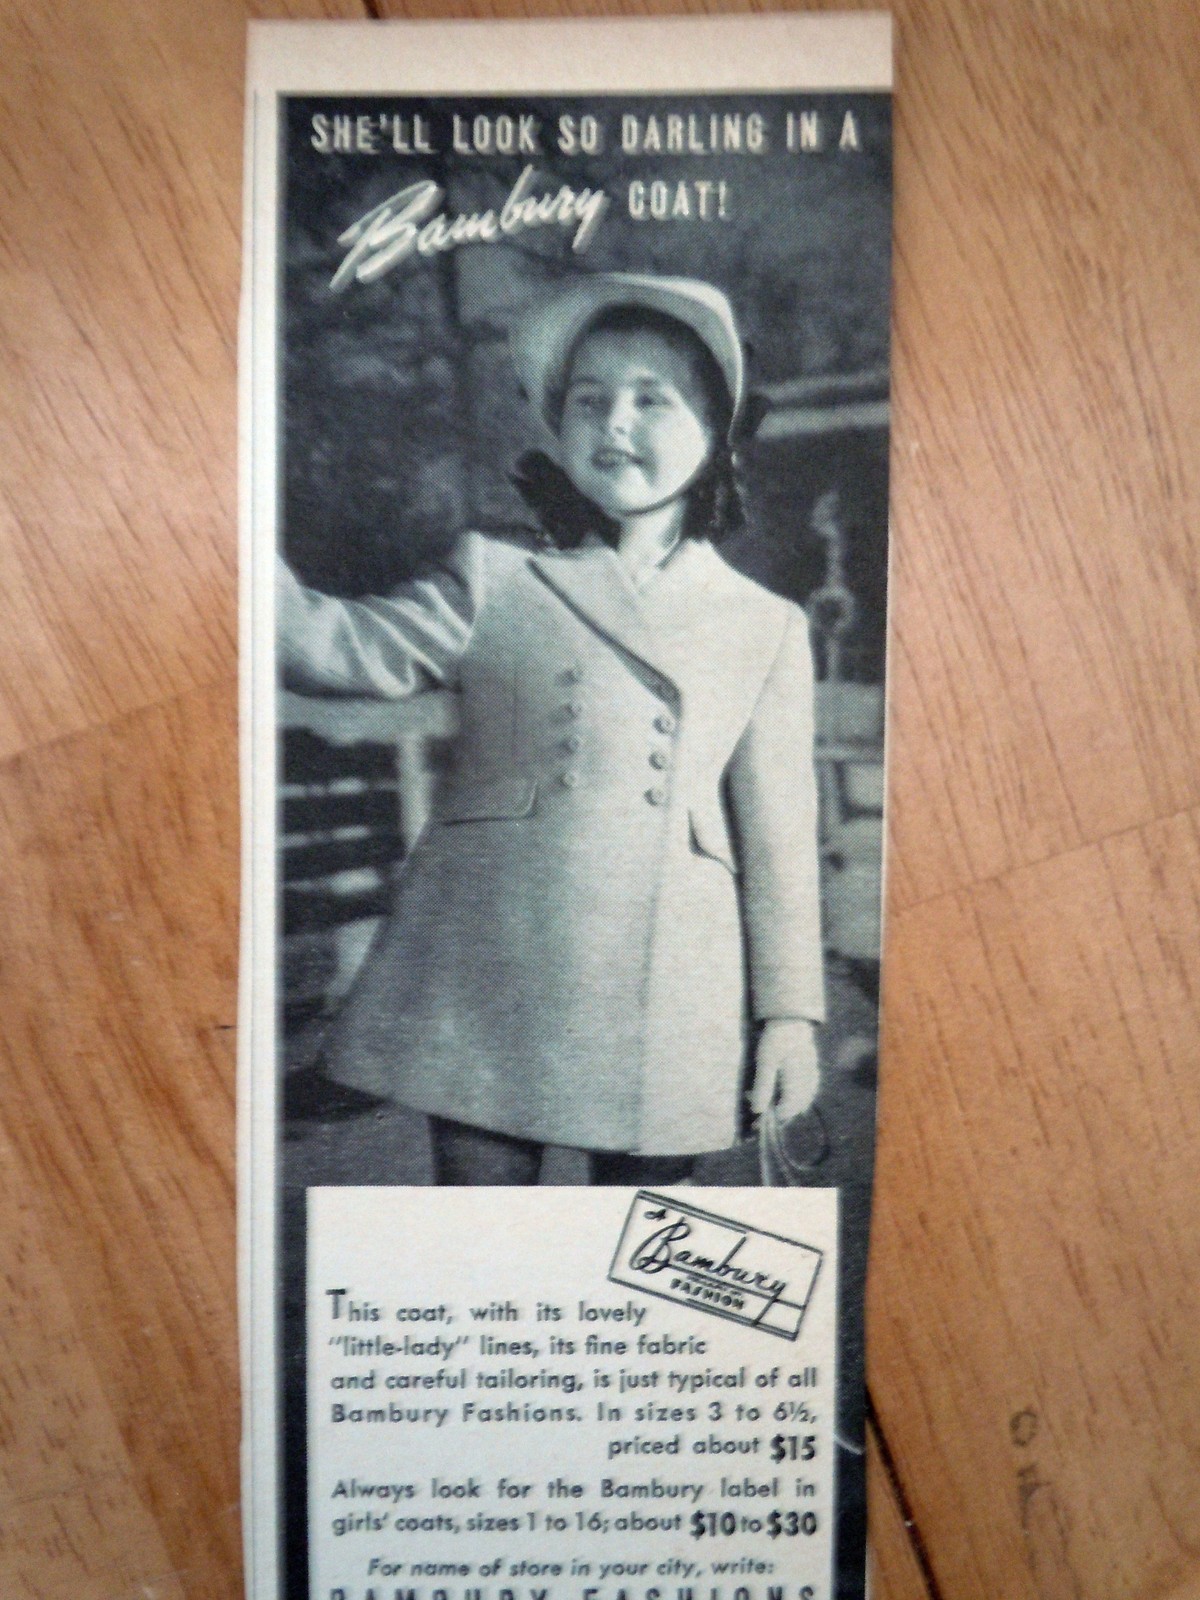 SHE'LL LOOK SO DARLING IN A
Bambury COAT!
A
Bambury
FASHION
This coat, with its lovely
"little-lady" lines, its fine fabric
and careful tailoring, is just typical of all
Bambury Fashions. In sizes 3 to 6½,
priced about $15
Always look for the Bambury label in
girls' coats, sizes 1 to 16; about $10 to $30
For name of store in your city, write:
BAMBURY FASHIONS